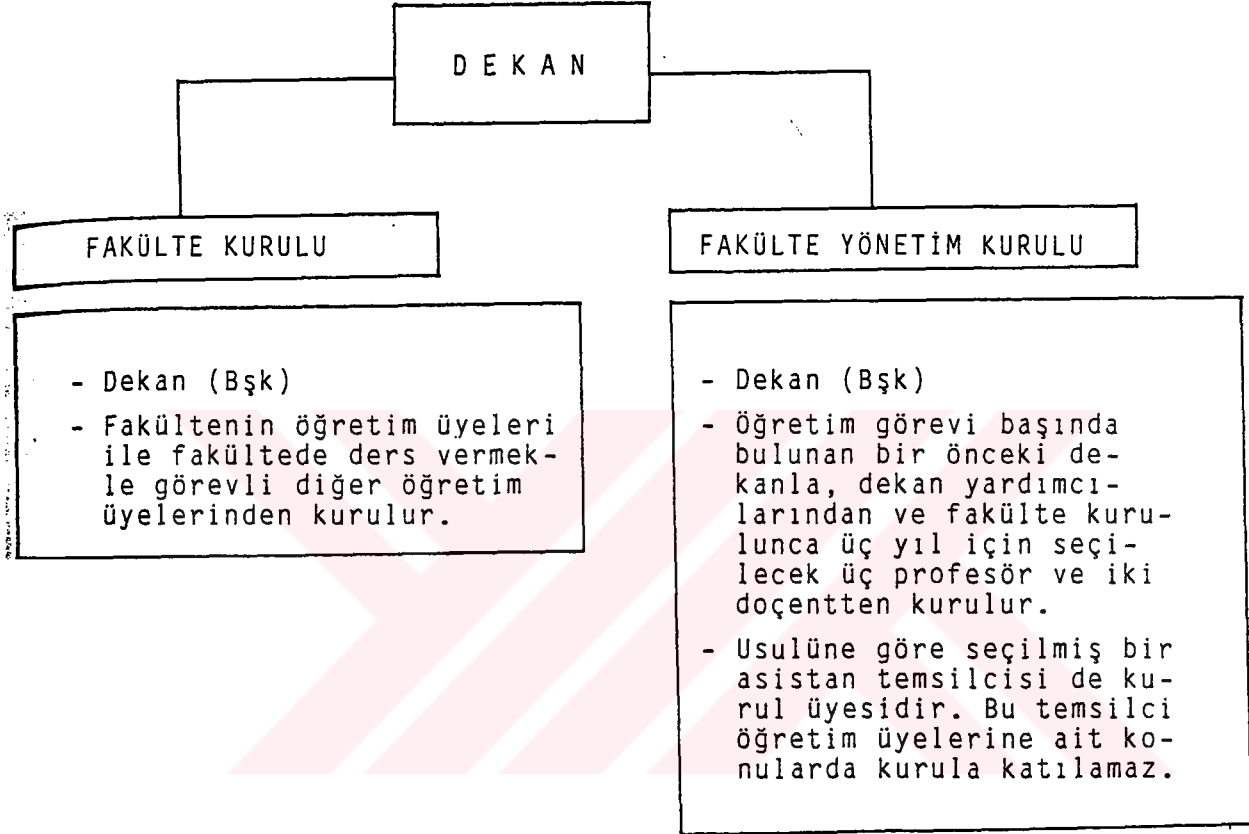 D E K A N
FAKÜLTE KURULU
- Dekan (Bşk)
- Fakültenin öğretim üyeleri
ile fakültede ders vermek-
le görevli diğer öğretim
üyelerinden kurulur.
FAKÜLTE YÖNETİM KURULU
- Dekan (Bşk)
- Öğretim görevi başında
bulunan bir önceki de-
kanla, dekan yardımcı-
larından ve fakülte kuru-
lunca üç yıl için seçi-
lecek üç profesör ve iki
doçentten kurulur.
- Usulüne göre seçilmiş bir
asistan temsilcisi de ku-
rul üyesidir. Bu temsilci
öğretim üyelerine ait ko-
nularda kurula katılamaz.